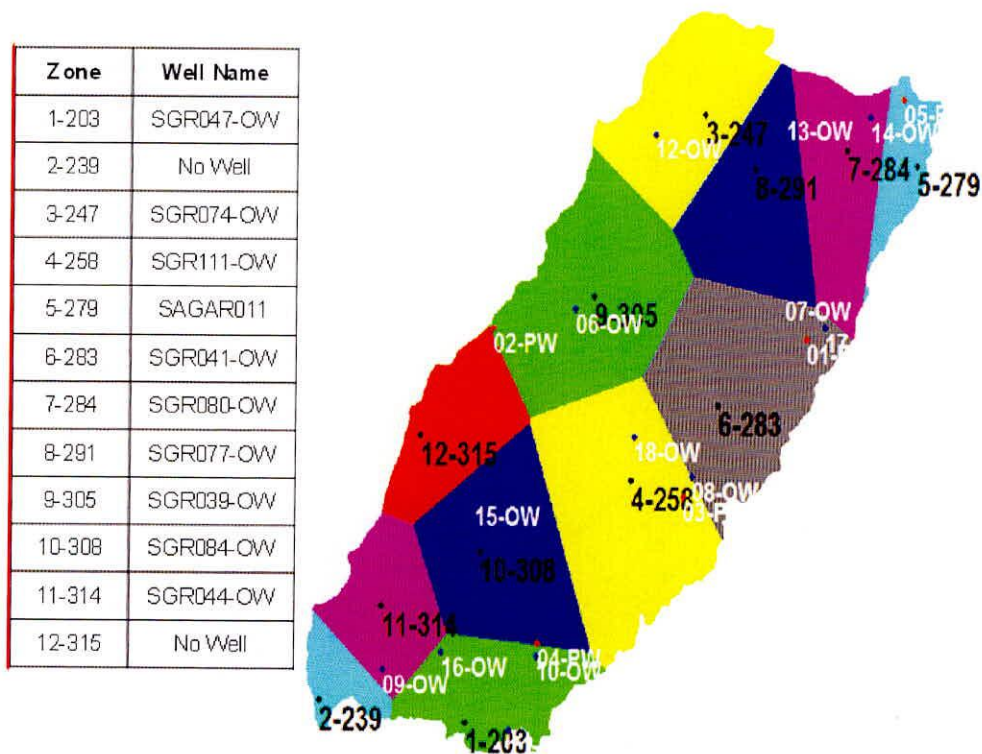 Zone Well Name
1-203 SGR047-OW
2-239 No Well
3-247 SGR074-OW
4-258 SGR111-OW
5-279 SAGAR011
6-283 SGR041-OW
7-284 SGR080-OW
8-291 SGR077-OW
9-305 SGR039-OW
10-308 SGR084-OW
11-314 SGR044-OW
12-315 No Well
3-247
12-OW
13-OW
14-OW
7-284
8-291
5-279
9-305
06-OW
07-OW
02-PW
6-283
12-315
18-OW
4-258
08-OW
15-OW
10-308
11-314
04-PW
10-OW
16-OW
09-OW
2-239
1-203